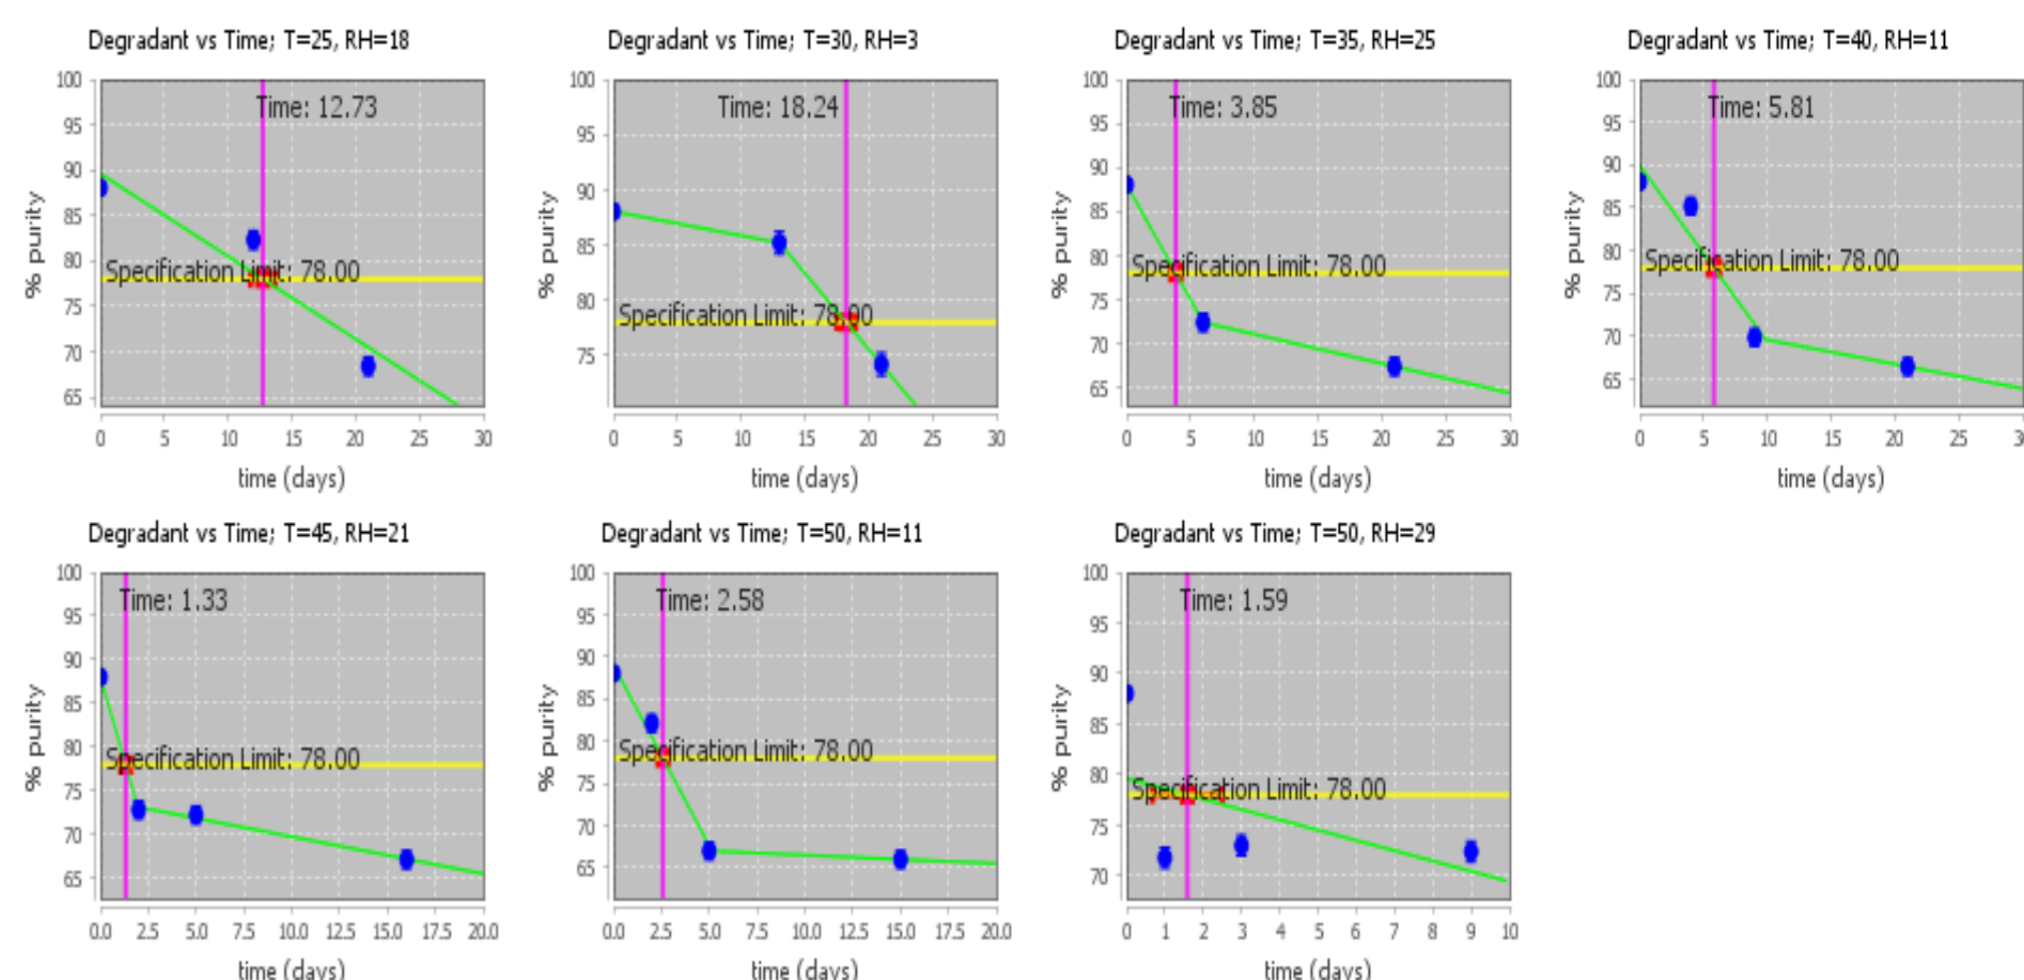 Degradant vs Time; T=25, RH=18
100
95
90
85
80
75
70
65
% purity
Time: 12.73
Specification Limit: 78.00
0 5 10 15 20 25 30
time (days)
Degradant vs Time; T=30, RH=3
100
95
90
85
80
75
% purity
Time: 18.24
Specification Limit: 78.00
0 5 10 15 20 25 30
time (days)
Degradant vs Time; T=35, RH=25
100
95
90
85
80
75
70
65
% purity
Time: 3.85
Specification Limit: 78.00
0 5 10 15 20 25 30
time (days)
Degradant vs Time; T=40, RH=11
100
95
90
85
80
75
70
65
% purity
Time: 5.81
Specification Limit: 78.00
0 5 10 15 20 25
time (days)
Degradant vs Time; T=45, RH=21
100
95
90
85
80
75
70
65
% purity
Time: 1.33
Specification Limit: 78.00
0.0 2.5 5.0 7.5 10.0 12.5 15.0 17.5 20.0
time (days)
Degradant vs Time; T=50, RH=11
100
95
90
85
80
75
70
65
% purity
Time: 2.58
Specification Limit: 78.00
0.0 2.5 5.0 7.5 10.0 12.5 15.0 17.5 20.0
time (days)
Degradant vs Time; T=50, RH=29
100
95
90
85
80
75
70
% purity
Time: 1.59
Specification Limit: 78.00
0 1 2 3 4 5 6 7 8 9 10
time (days)